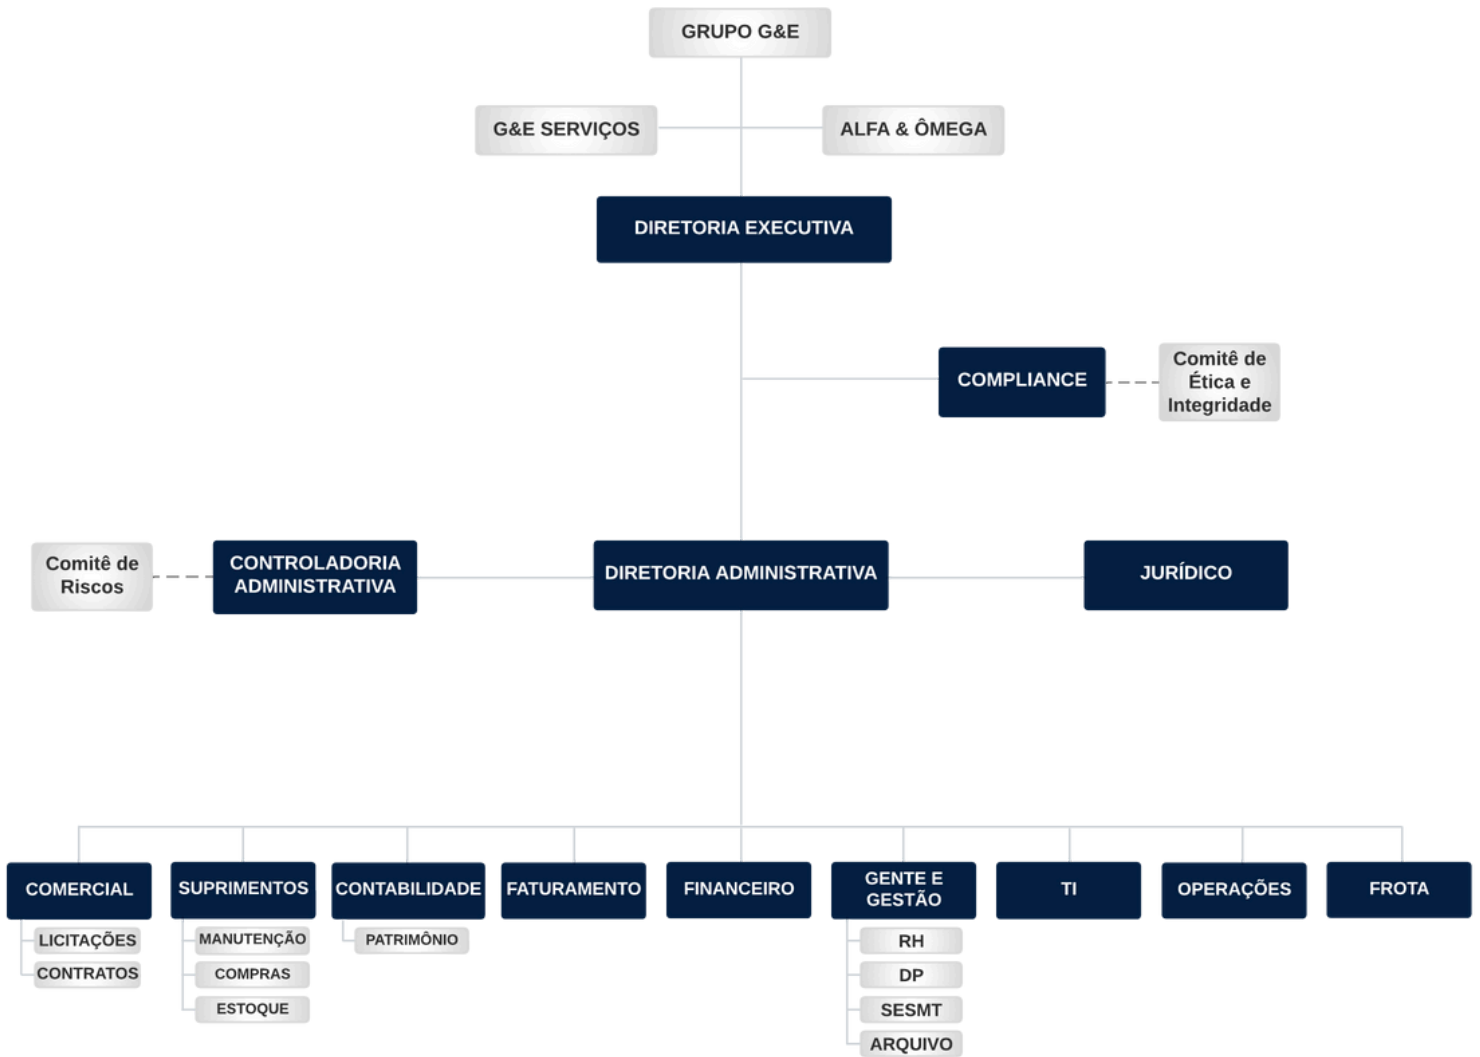 GRUPO G&E
G&E SERVIÇOS
ALFA & ÔMEGA
DIRETORIA EXECUTIVA
COMPLIANCE
Comitê de
Ética e
Integridade
Comitê de
Riscos
CONTROLADORIA
ADMINISTRATIVA
DIRETORIA ADMINISTRATIVA
JURÍDICO
COMERCIAL
LICITAÇÕES
CONTRATOS
SUPRIMENTOS
MANUTENÇÃO
COMPRAS
ESTOQUE
CONTABILIDADE
PATRIMÔNIO
FATURAMENTO
FINANCEIRO
GENTE E
GESTÃO
RH
DP
SESMT
ARQUIVO
TI
OPERAÇÕES
FROTA